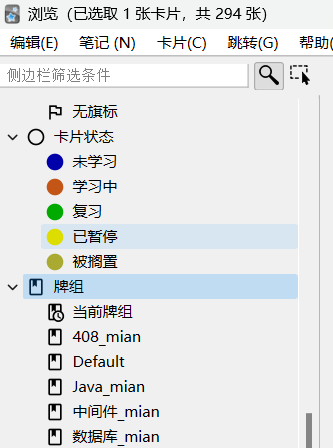 浏览 (已选取 1 张卡片，共 294 张)
编辑(E) 笔记 (N) 卡片(C) 跳转(G) 帮助(
侧边栏筛选条件
无旗标
卡片状态
未学习
学习中
复习
已暂停
被搁置
牌组
当前牌组
408_mian
Default
Java_mian
中间件_mian
数据库_mian